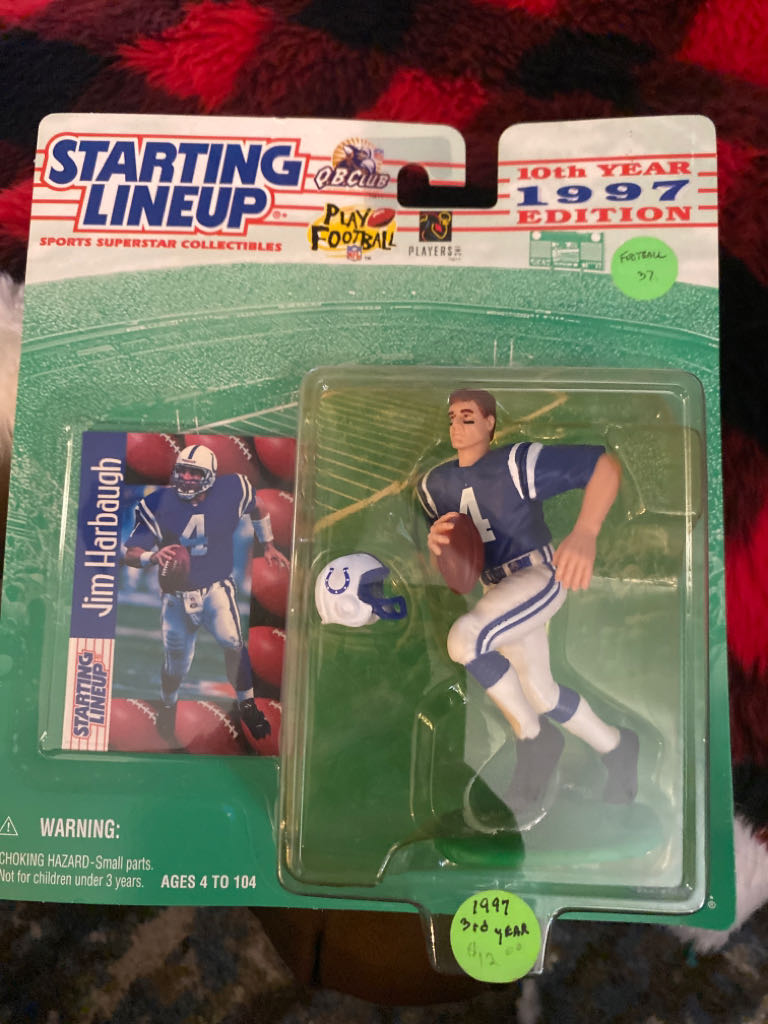 STARTING
LINEUP®
SPORTS SUPERSTAR COLLECTIBLES
Q.B. CLUB
PLAY
FOOTBALL
NFL
™
PLAYERS
10th YEAR
1997
EDITION
FOOTBALL
37.
Jim Harbaugh
STARTING
LINEUP
4
4
WARNING:
CHOKING HAZARD-Small parts.
Not for children under 3 years.
AGES 4 TO 104
1997
3rd YEAR
$12.00